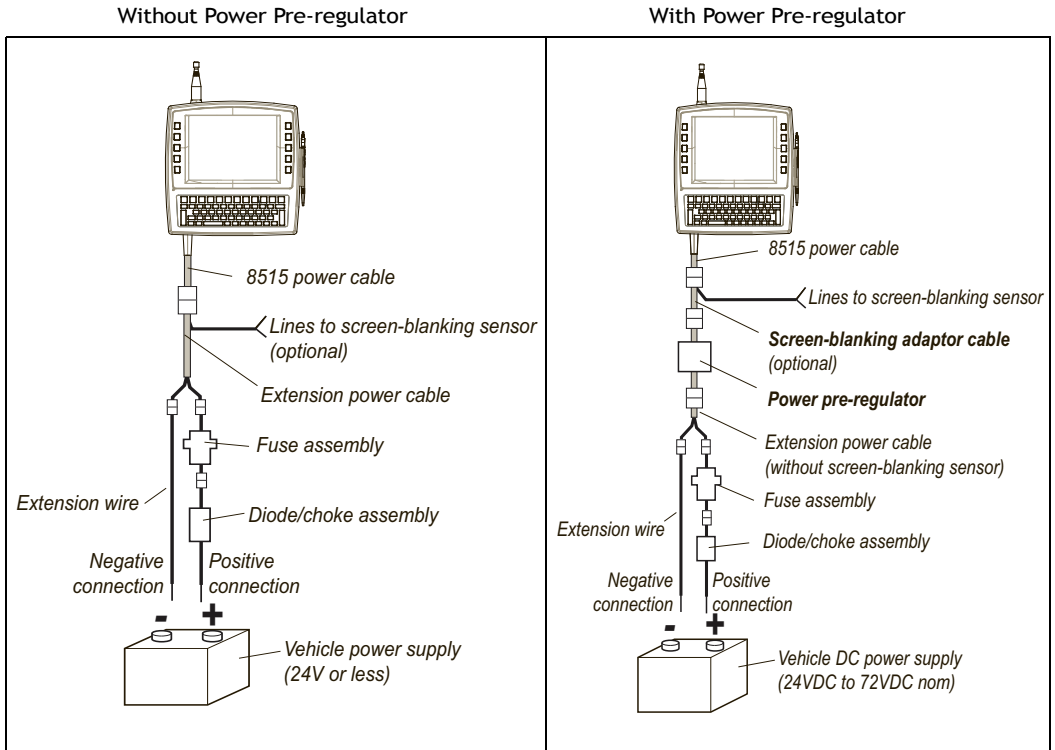 Without Power Pre-regulator
8515 power cable
Lines to screen-blanking sensor
(optional)
Extension power cable
Fuse assembly
Extension wire
Diode/choke assembly
Negative
connection
Positive
connection
-
+
Vehicle power supply
(24V or less)
With Power Pre-regulator
8515 power cable
Lines to screen-blanking sensor
Screen-blanking adaptor cable
(optional)
Power pre-regulator
Extension power cable
(without screen-blanking sensor)
Fuse assembly
Extension wire
Diode/choke assembly
Negative
connection
Positive
connection
-
+
Vehicle DC power supply
(24VDC to 72VDC nom)